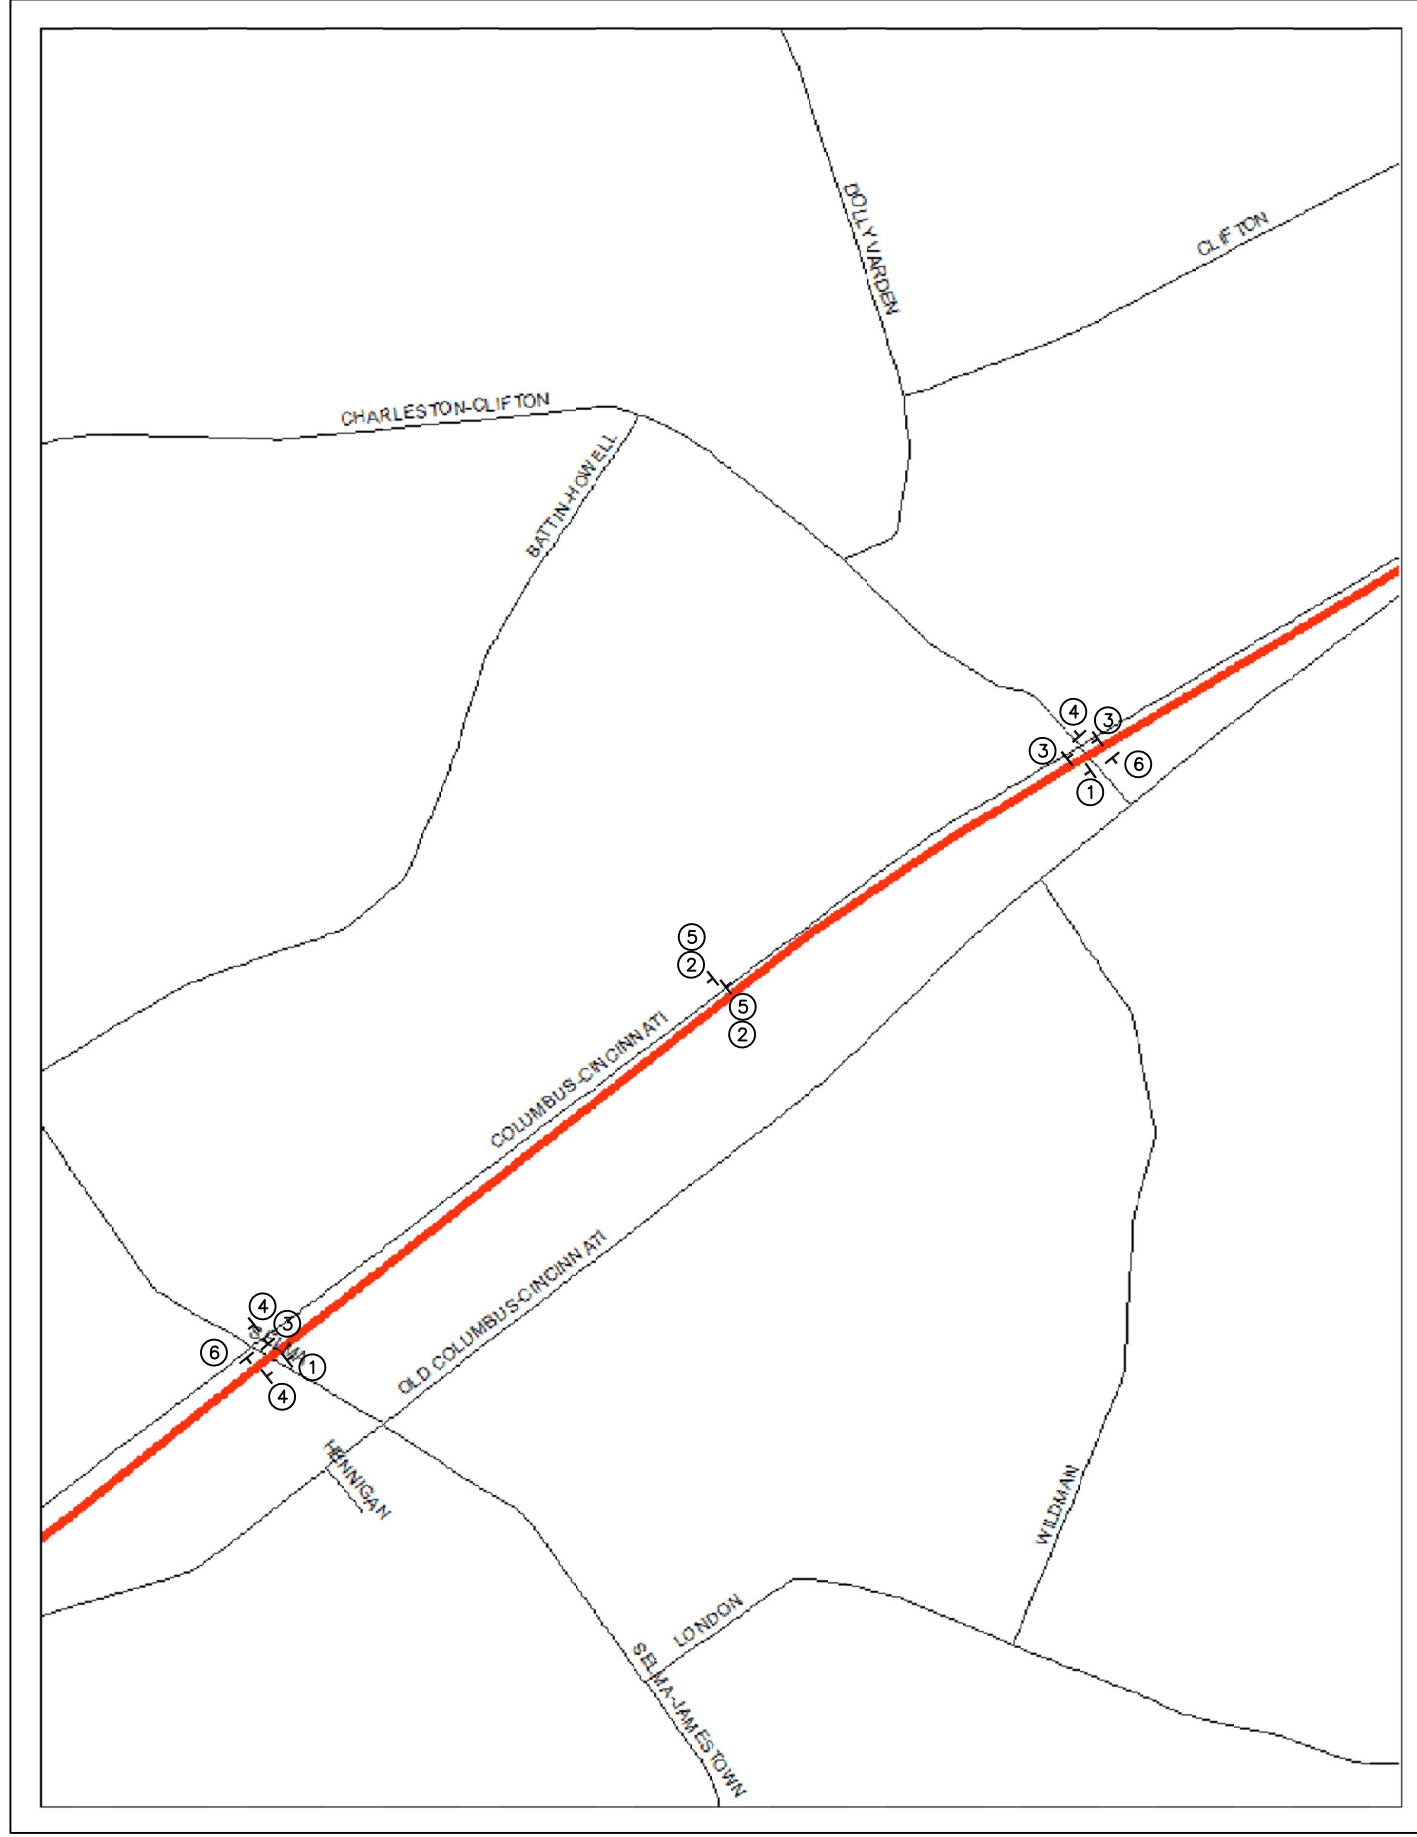 DOLLY VARDEN
CLIFTON
CHARLESTON-CLIFTON
BATTIN-HOWELL
4
3
3
6
1
5
2
5
2
COLUMBUS-CINCINNATI
OLD COLUMBUS-CINCINNATI
4
3
SELMA
6
1
4
HENNIGAN
WILDMAN
LONDON
SELMA-JAMESTOWN